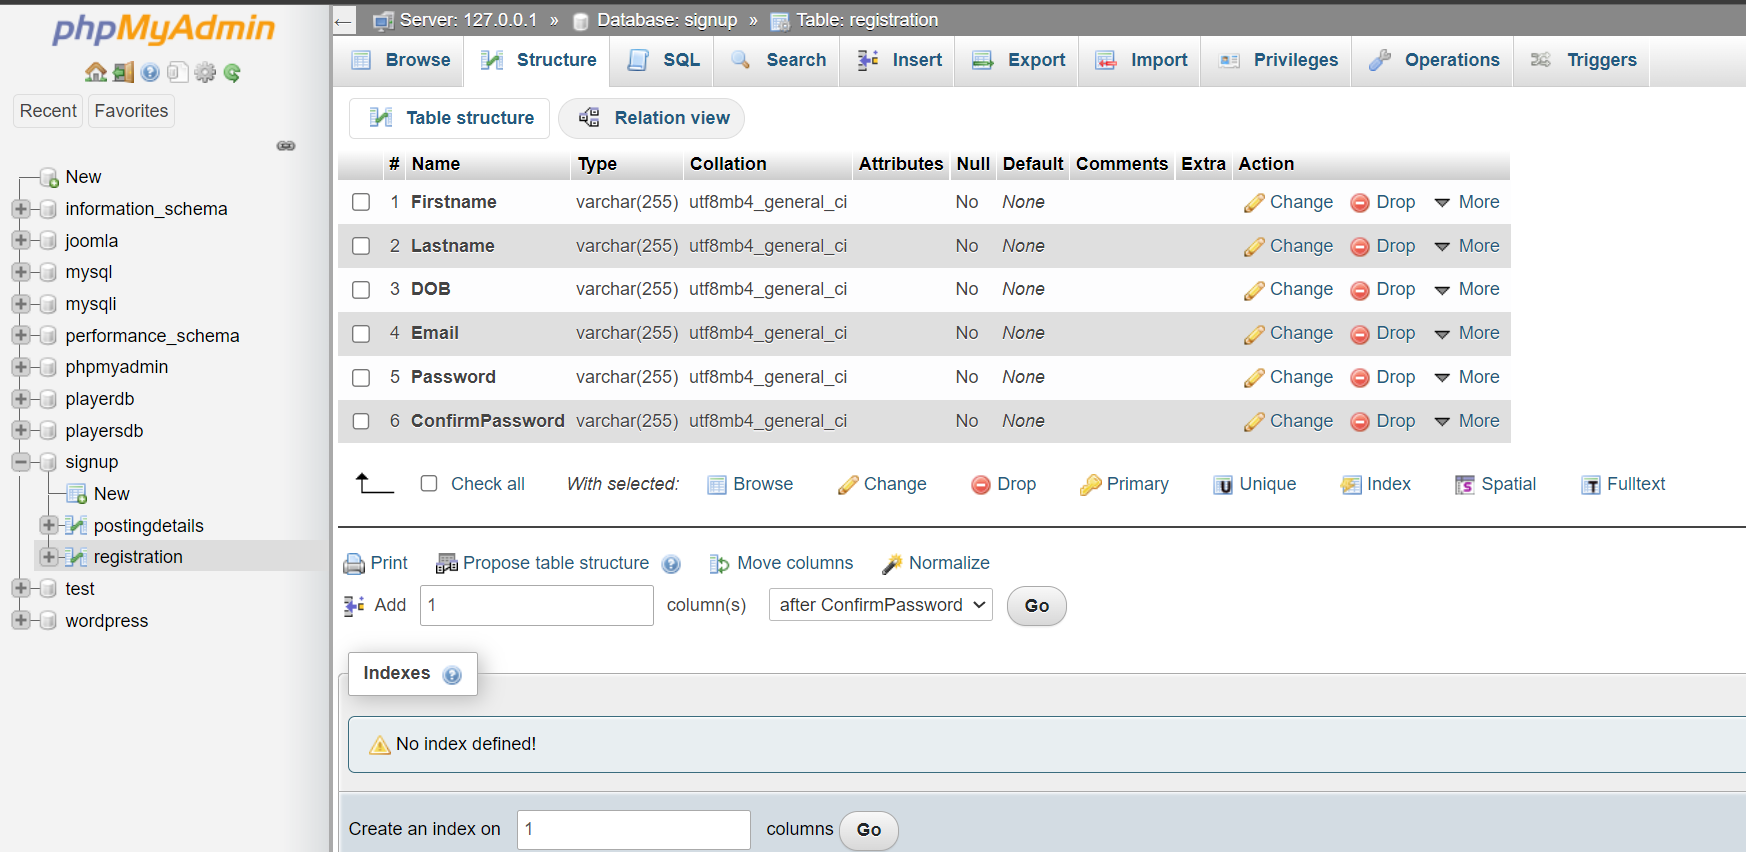 phpMyAdmin
Recent Favorites
New
information_schema
joomla
mysql
mysqli
performance_schema
phpmyadmin
playerdb
playersdb
signup
New
postingdetails
registration
test
wordpress
Server: 127.0.0.1 » Database: signup » Table: registration
Browse Structure SQL Search Insert Export Import Privileges Operations Triggers
Table structure Relation view
# Name Type Collation Attributes Null Default Comments Extra Action
1 Firstname varchar(255) utf8mb4_general_ci No None Change Drop More
2 Lastname varchar(255) utf8mb4_general_ci No None Change Drop More
3 DOB varchar(255) utf8mb4_general_ci No None Change Drop More
4 Email varchar(255) utf8mb4_general_ci No None Change Drop More
5 Password varchar(255) utf8mb4_general_ci No None Change Drop More
6 ConfirmPassword varchar(255) utf8mb4_general_ci No None Change Drop More
Check all With selected: Browse Change Drop Primary Unique Index Spatial Fulltext
Print Propose table structure Move columns Normalize
Add 1 column(s) after ConfirmPassword Go
Indexes
No index defined!
Create an index on 1 columns Go